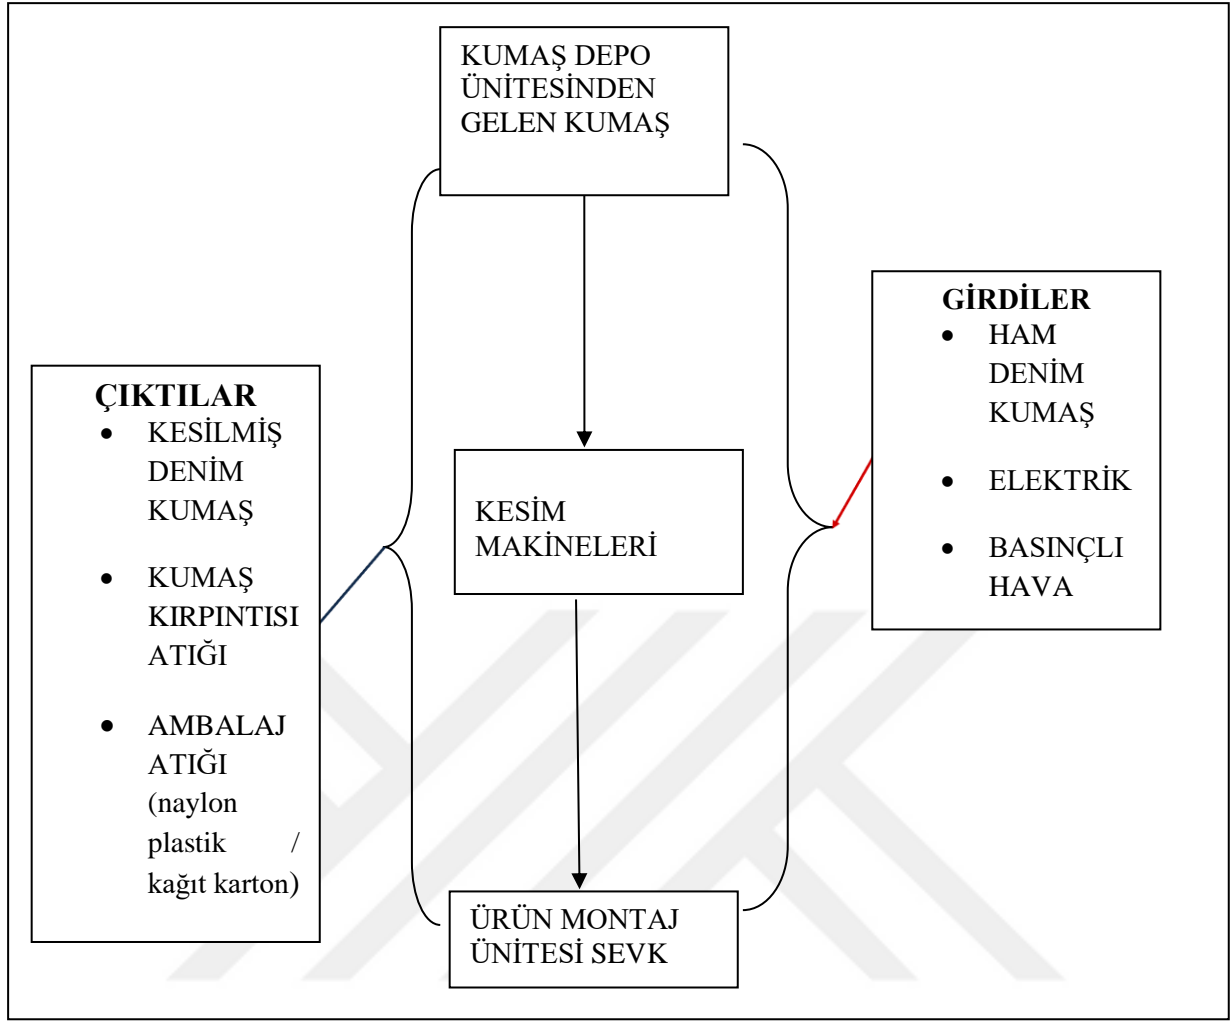 KUMAŞ DEPO
ÜNİTESİNDEN
GELEN KUMAŞ
GİRDİLER
• HAM
DENİM
KUMAŞ
• ELEKTRİK
• BASINÇLI
HAVA
ÇIKTILAR
• KESİLMİŞ
DENİM
KUMAŞ
• KUMAŞ
KIRPINTISI
ATIĞI
• AMBALAJ
ATIĞI
(naylon
plastik /
kağıt karton)
KESİM
MAKİNELERİ
ÜRÜN MONTAJ
ÜNİTESİ SEVK